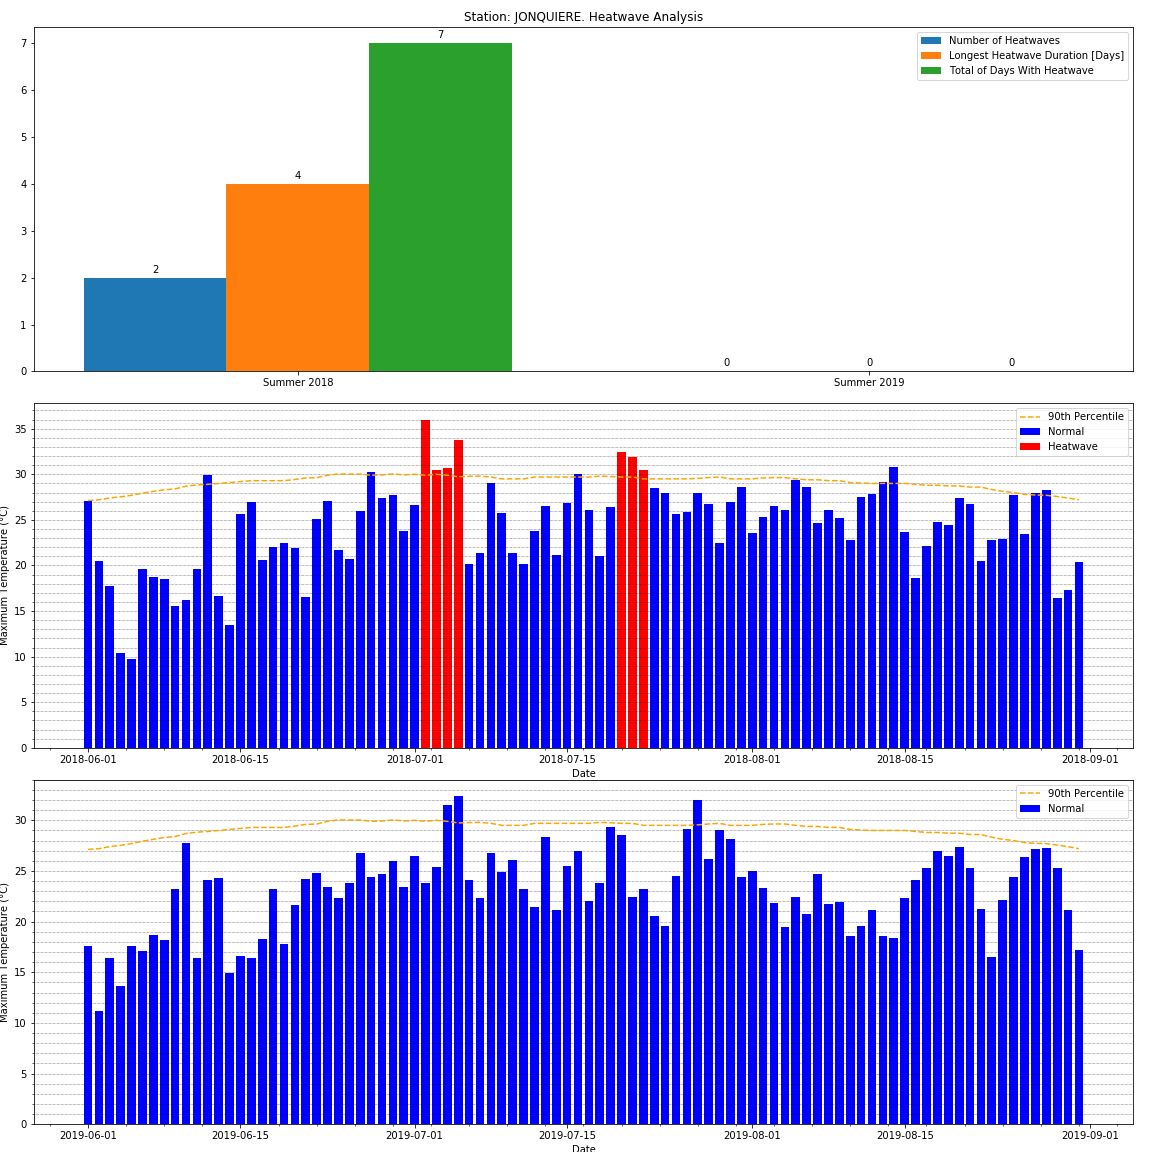 Station: JONQUIERE. Heatwave Analysis
7
6
5
4
3
2
1
0
2
4
7
0
0
0
Number of Heatwaves
Longest Heatwave Duration [Days]
Total of Days With Heatwave
Summer 2018
Summer 2019
Maximum Temperature (°C)
35
30
25
20
15
10
5
0
90th Percentile
Normal
Heatwave
2018-06-01
2018-06-15
2018-07-01
2018-07-15
2018-08-01
2018-08-15
2018-09-01
Date
Maximum Temperature (°C)
30
25
20
15
10
5
0
90th Percentile
Normal
2019-06-01
2019-06-15
2019-07-01
2019-07-15
2019-08-01
2019-08-15
2019-09-01
Date